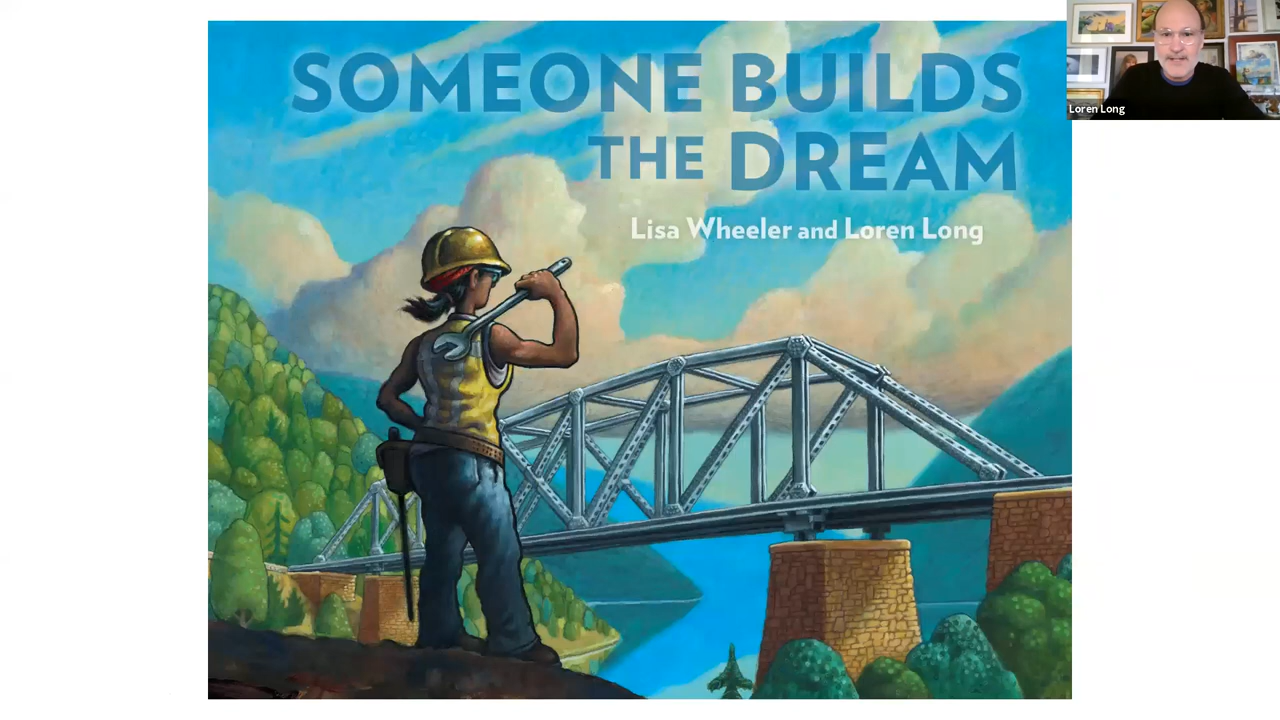 SOMEONE BUILDS
THE DREAM
Lisa Wheeler and Loren Long
Loren Long